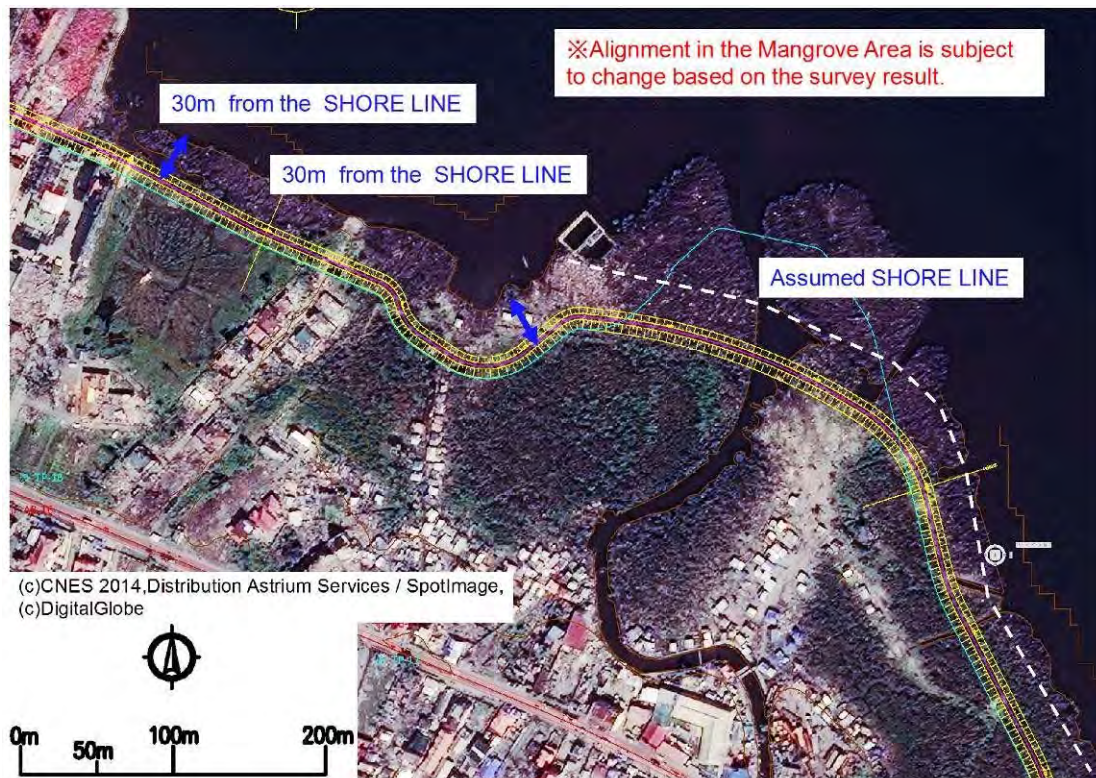 ※Alignment in the Mangrove Area is subject
to change based on the survey result.
30m from the SHORE LINE
30m from the SHORE LINE
Assumed SHORE LINE
(c)CNES 2014,Distribution Astrium Services / SpotImage,
(c)DigitalGlobe
0m 50m 100m 200m